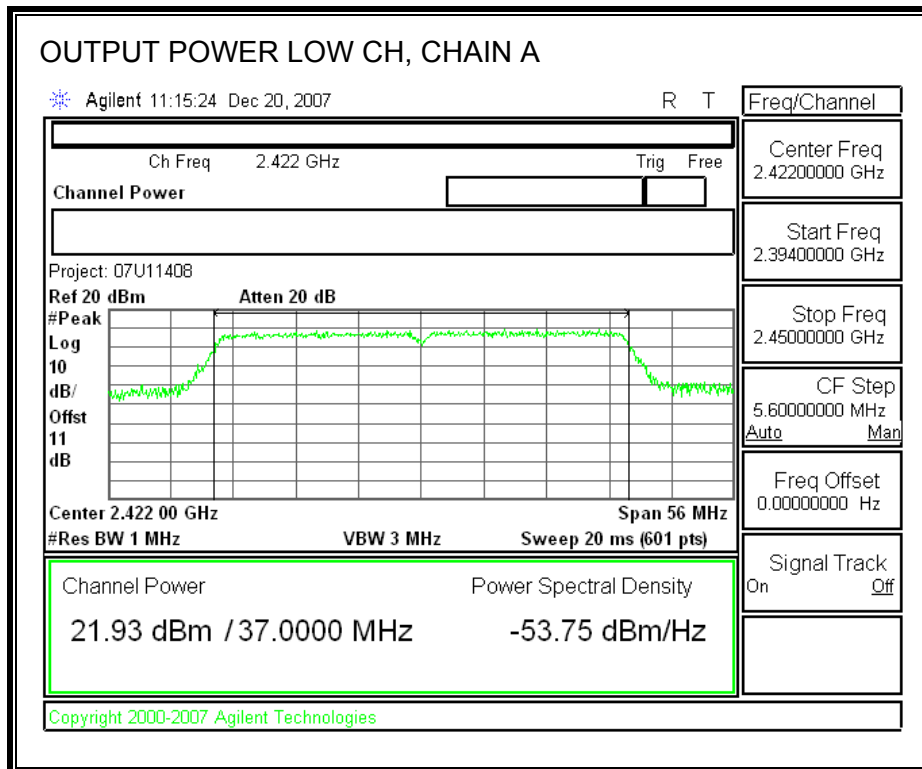 OUTPUT POWER LOW CH, CHAIN A
Agilent 11:15:24 Dec 20, 2007 R T
Freq/Channel
Ch Freq 2.422 GHz Trig Free
Channel Power
Center Freq
2.42200000 GHz
Start Freq
2.39400000 GHz
Project: 07U11408
Ref 20 dBm Atten 20 dB
#Peak
Log
10
dB/
Offst
11
dB
Stop Freq
2.45000000 GHz
CF Step
5.60000000 MHz
Auto Man
Freq Offset
0.00000000 Hz
Center 2.422 00 GHz Span 56 MHz
#Res BW 1 MHz VBW 3 MHz Sweep 20 ms (601 pts)
Signal Track
On Off
Channel Power Power Spectral Density
21.93 dBm / 37.0000 MHz -53.75 dBm/Hz
Copyright 2000-2007 Agilent Technologies